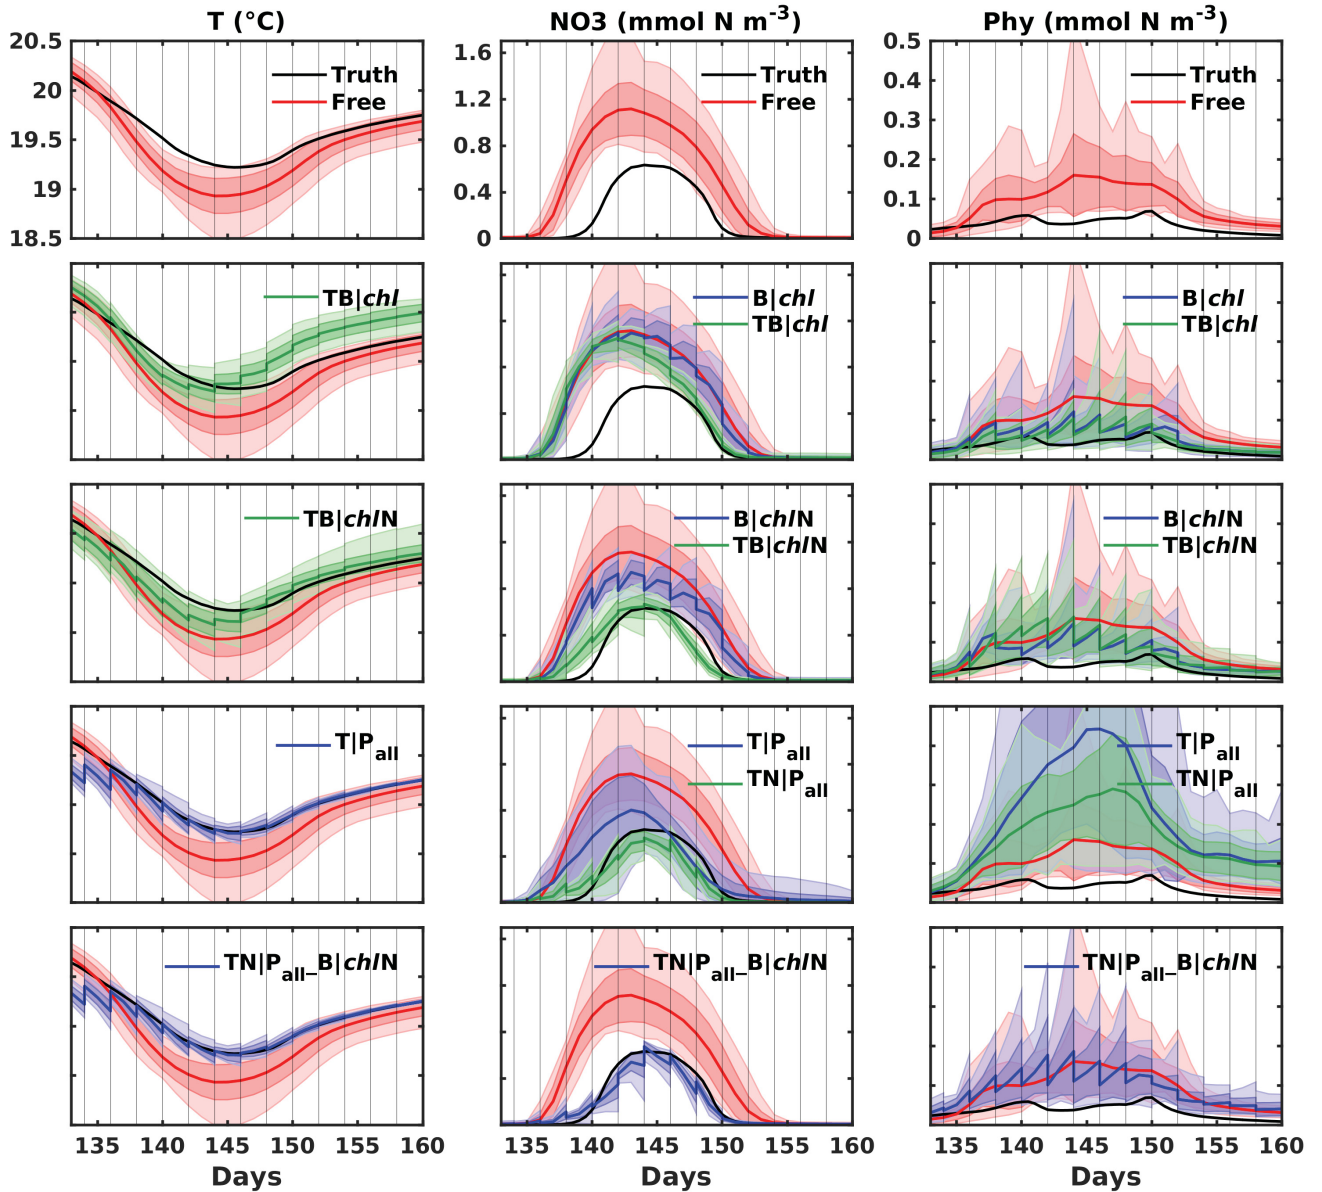 T (°C) NO3 (mmol N m-3) Phy (mmol N m-3)
20.5
20
19.5
19
18.5
Truth
Free
1.6
1.2
0.8
0.4
0
Truth
Free
0.5
0.4
0.3
0.2
0.1
0
Truth
Free
TB|chl
B|chl
TB|chl
B|chl
TB|chl
TB|chlN
B|chlN
TB|chlN
B|chlN
TB|chlN
T|Pall
T|Pall
TN|Pall
T|Pall
TN|Pall
TN|Pall_B|chlN
TN|Pall_B|chlN
TN|Pall_B|chlN
135 140 145 150 155 160
135 140 145 150 155 160
135 140 145 150 155 160
Days Days Days